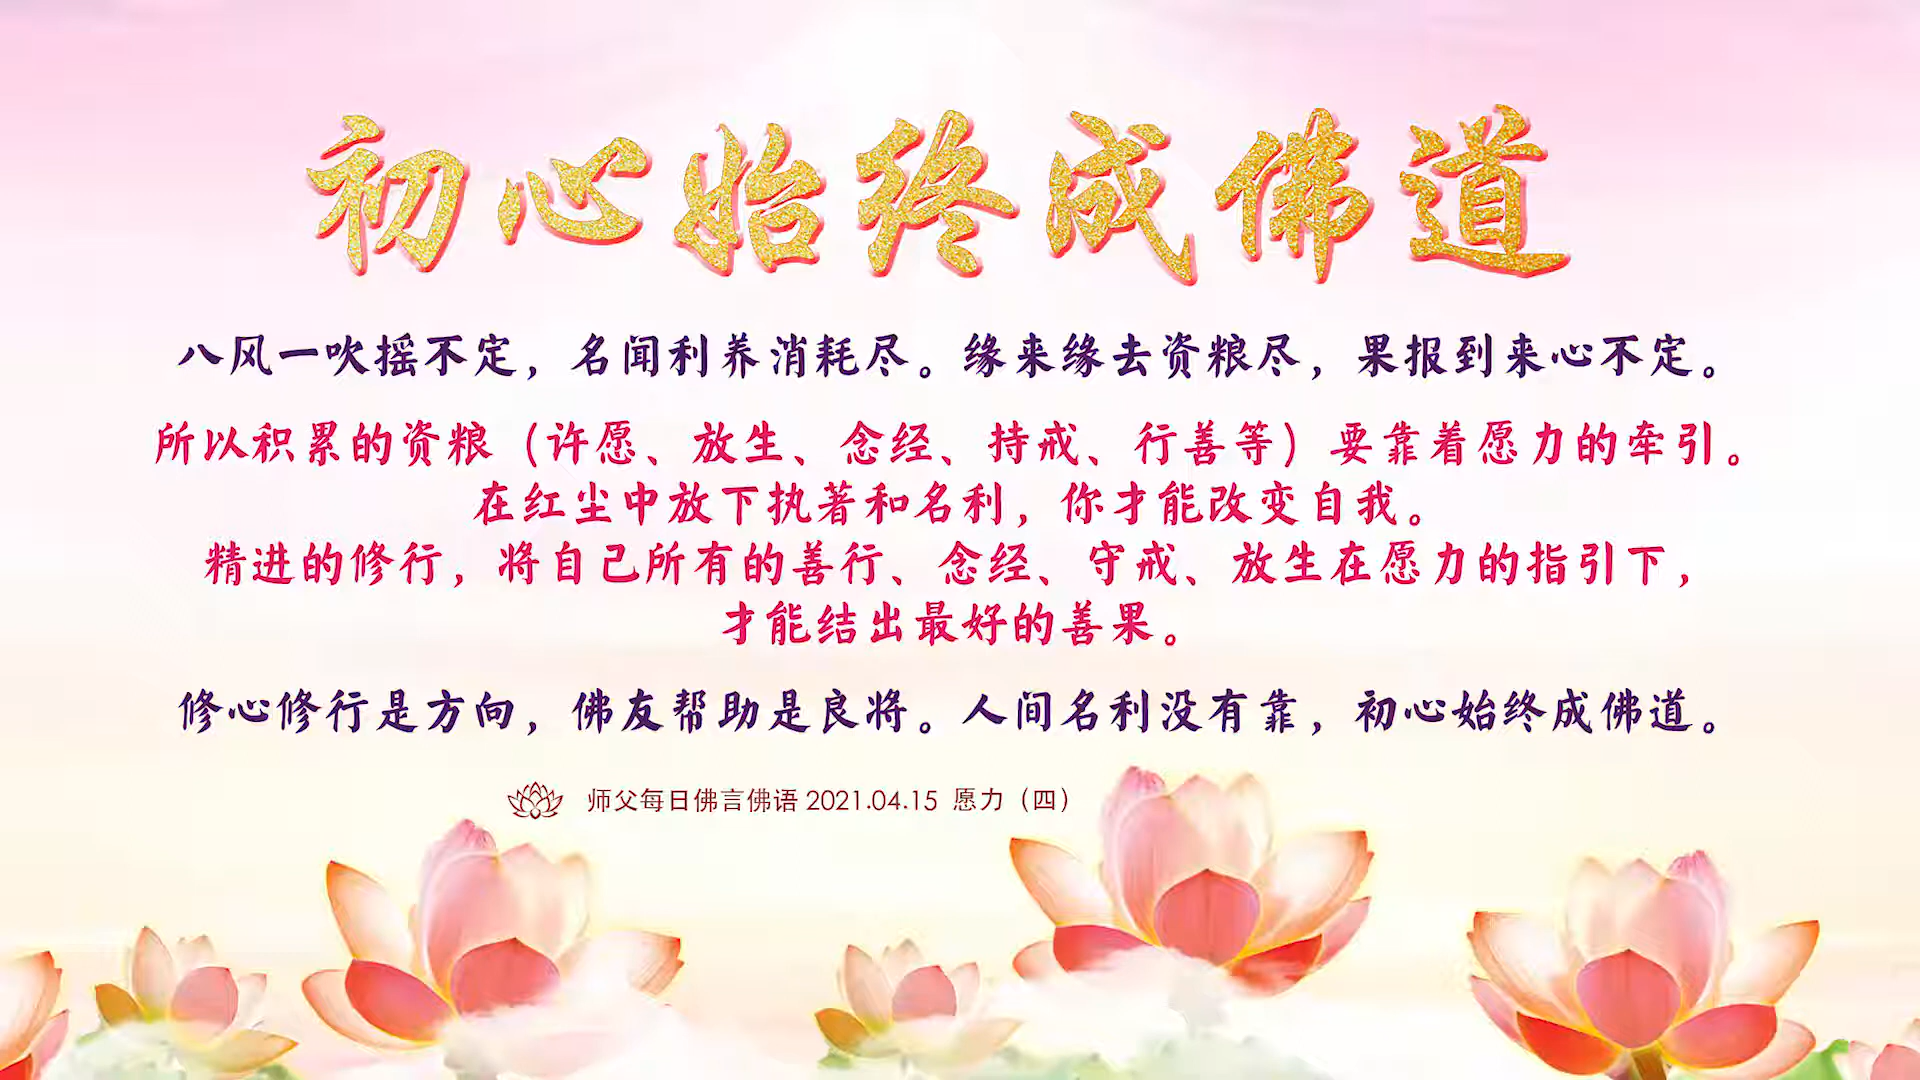 初心始终成佛道
八风一吹摇不定，名闻利养消耗尽。缘来缘去资粮尽，果报到来心不定。
所以积累的资粮（许愿、放生、念经、持戒、行善等）要靠着愿力的牵引。
在红尘中放下执著和名利，你才能改变自我。
精进的修行，将自己所有的善行、念经、守戒、放生在愿力的指引下，
才能结出最好的善果。
修心修行是方向，佛友帮助是良将。人间名利没有靠，初心始终成佛道。
师父每日佛言佛语 2021.04.15 愿力（四）